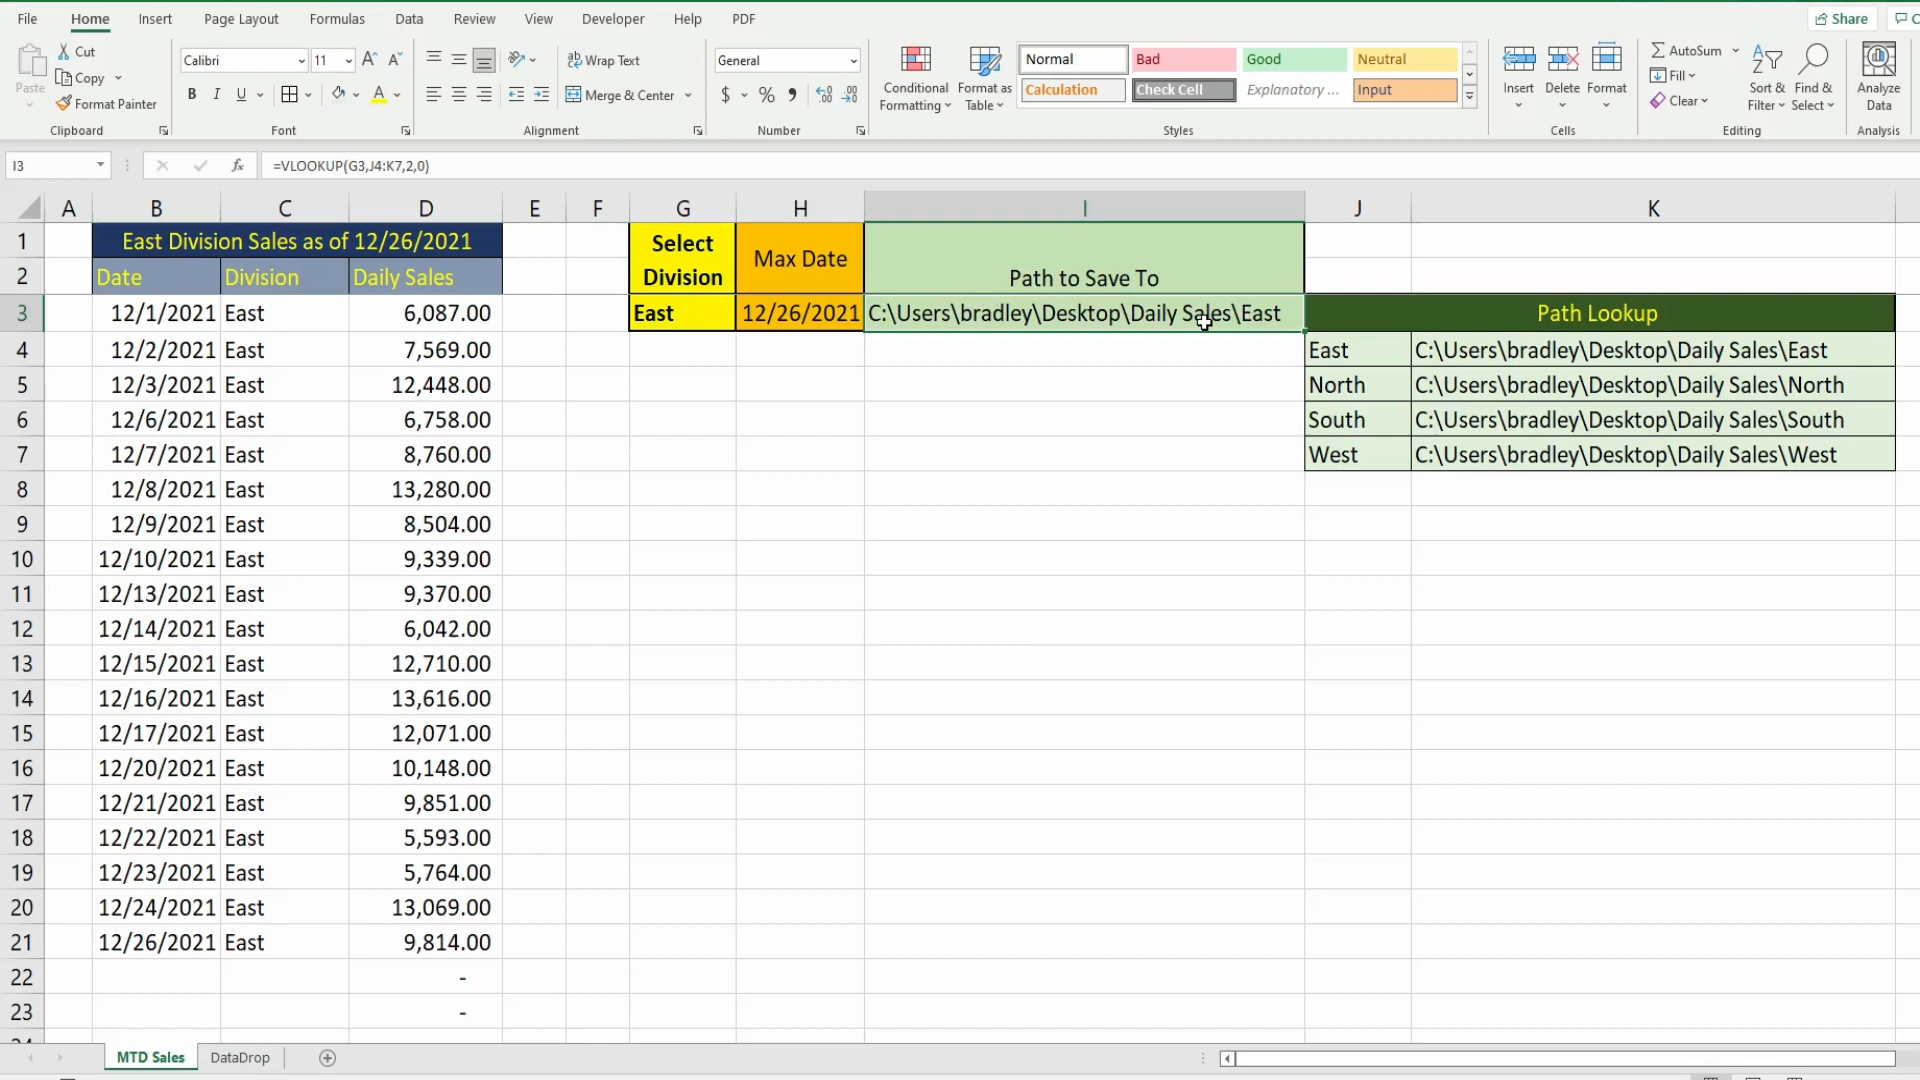 File Home Insert Page Layout Formulas Data Review View Developer Help PDF Share
Paste Cut Copy Format Painter Clipboard
Calibri 11 B I U A Font
Wrap Text Merge & Center Alignment
General $ % Number
Conditional Formatting Format as Table
Normal Bad Good Neutral
Calculation Check Cell Explanatory ... Input
Styles
Insert Delete Format Cells
AutoSum Fill Clear Sort & Filter Find & Select Editing
Analyze Data Analysis
I3 fx =VLOOKUP(G3,J4:K7,2,0)
A B C D E F G H I J K
1 East Division Sales as of 12/26/2021 Select Division Max Date
2 Date Division Daily Sales Path to Save To
3 12/1/2021 East 6,087.00 East 12/26/2021 C:\Users\bradley\Desktop\Daily Sales\East Path Lookup
4 12/2/2021 East 7,569.00 East C:\Users\bradley\Desktop\Daily Sales\East
5 12/3/2021 East 12,448.00 North C:\Users\bradley\Desktop\Daily Sales\North
6 12/6/2021 East 6,758.00 South C:\Users\bradley\Desktop\Daily Sales\South
7 12/7/2021 East 8,760.00 West C:\Users\bradley\Desktop\Daily Sales\West
8 12/8/2021 East 13,280.00
9 12/9/2021 East 8,504.00
10 12/10/2021 East 9,339.00
11 12/13/2021 East 9,370.00
12 12/14/2021 East 6,042.00
13 12/15/2021 East 12,710.00
14 12/16/2021 East 13,616.00
15 12/17/2021 East 12,071.00
16 12/20/2021 East 10,148.00
17 12/21/2021 East 9,851.00
18 12/22/2021 East 5,593.00
19 12/23/2021 East 5,764.00
20 12/24/2021 East 13,069.00
21 12/26/2021 East 9,814.00
22 -
23 -
MTD Sales DataDrop